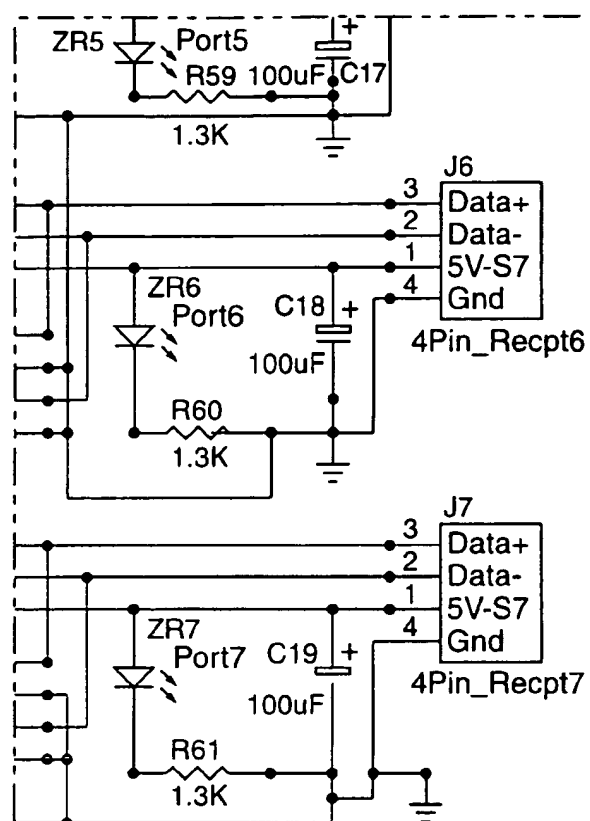 ZR5 Port5
R59 100uF C17 +
1.3K
J6
3 Data+
2 Data-
1 5V-S7
4 Gnd
4Pin_Recpt6
ZR6
Port6
C18 +
100uF
R60
1.3K
J7
3 Data+
2 Data-
1 5V-S7
4 Gnd
4Pin_Recpt7
ZR7
Port7
C19 +
100uF
R61
1.3K